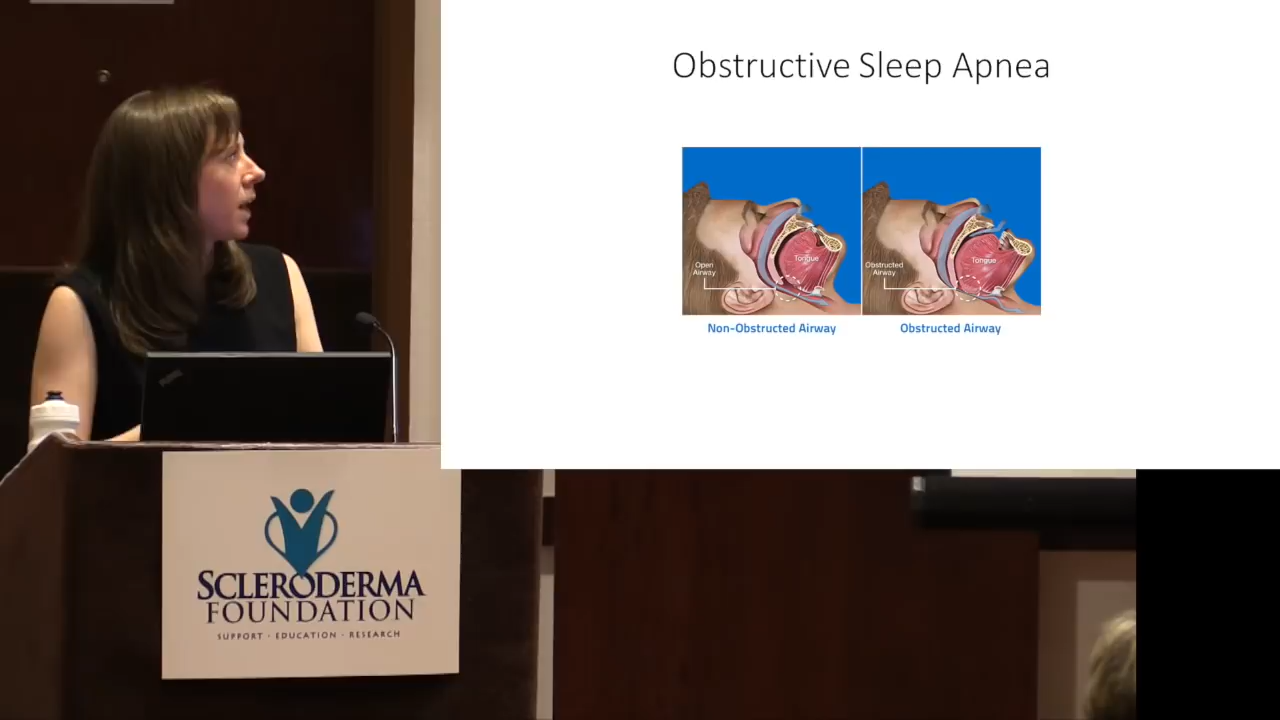 Obstructive Sleep Apnea
Open
Airway
Tongue
Obstructed
Airway
Tongue
Non-Obstructed Airway
Obstructed Airway
SCLERODERMA
FOUNDATION
SUPPORT · EDUCATION · RESEARCH